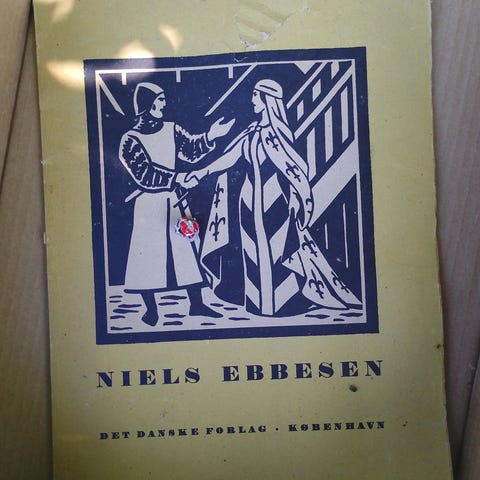 NIELS EBBESEN
DET DANSKE FORLAG · KØBENHAVN